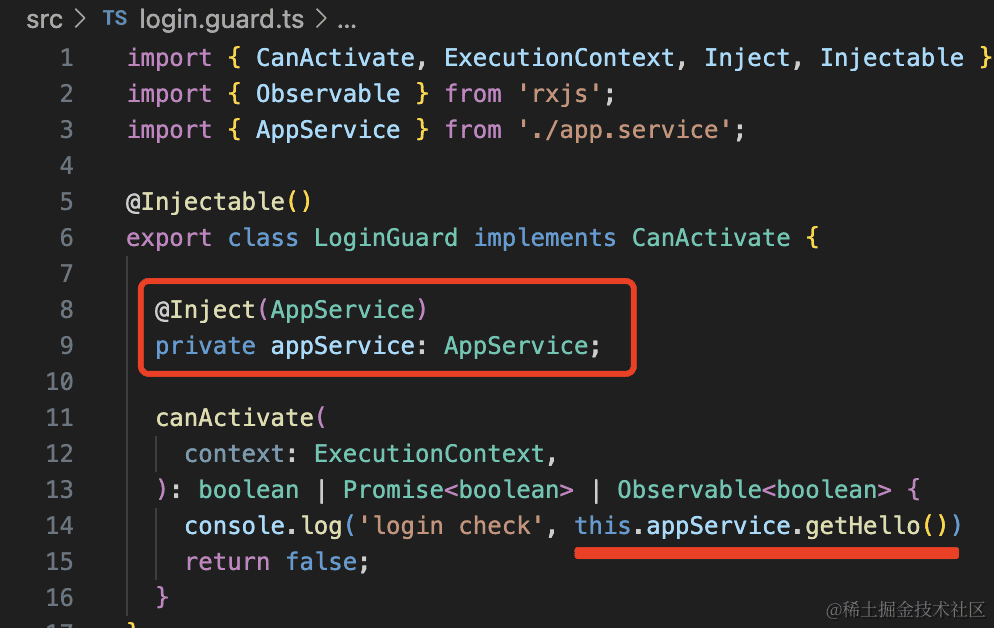 src > TS login.guard.ts > ...
1 import { CanActivate, ExecutionContext, Inject, Injectable }
2 import { Observable } from 'rxjs';
3 import { AppService } from './app.service';
4
5 @Injectable()
6 export class LoginGuard implements CanActivate {
7
8 @Inject(AppService)
9 private appService: AppService;
10
11 canActivate(
12 context: ExecutionContext,
13 ): boolean | Promise<boolean> | Observable<boolean> {
14 console.log('login check', this.appService.getHello())
15 return false;
16 }
17 }
@稀土掘金技术社区